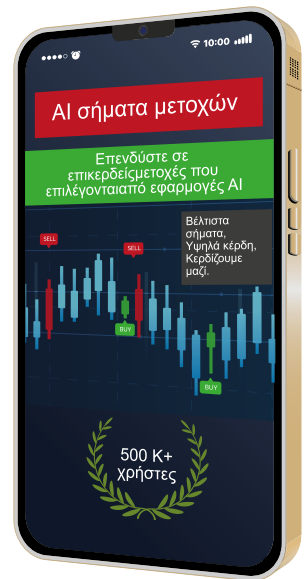 10:00
AI σήματα μετοχών
Επενδύστε σε
επικερδείςμετοχές που
επιλέγονταιαπό εφαρμογές AI
Βέλτιστα
σήματα,
Υψηλά κέρδη,
Κερδίζουμε
μαζί.
SELL
SELL
BUY
BUY
500 K+
χρήστες